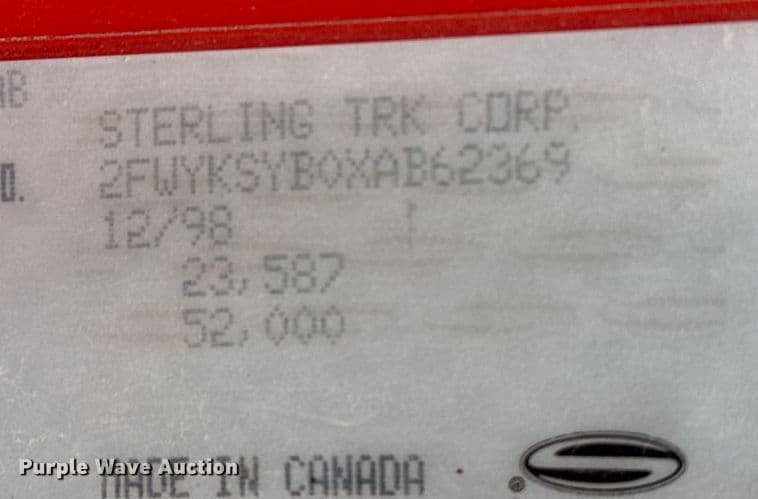 AB
STERLING TRK CORP.
O. 2FWYKSYB0XAB62369
12/98
23,587
52,000
MADE IN CANADA
®
Purple Wave Auction